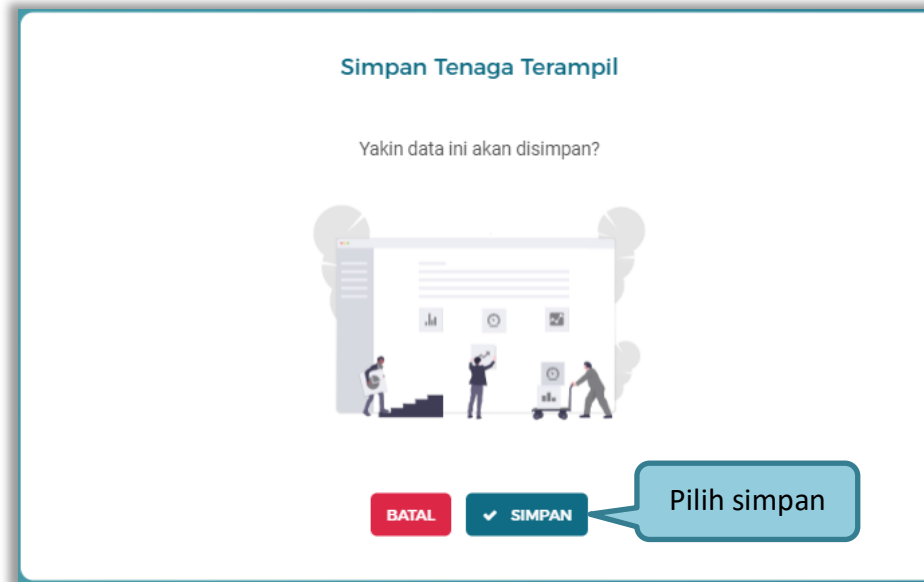 Simpan Tenaga Terampil
Yakin data ini akan disimpan?
BATAL
SIMPAN
Pilih simpan